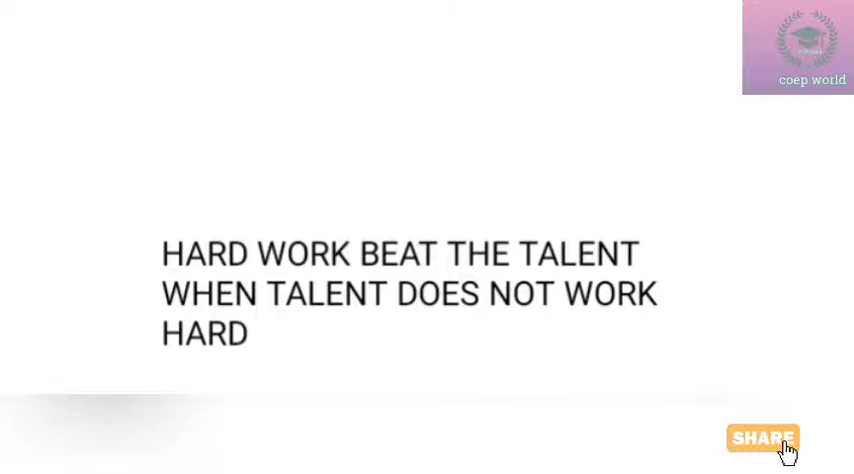 coep world
HARD WORK BEAT THE TALENT
WHEN TALENT DOES NOT WORK
HARD
SHARE